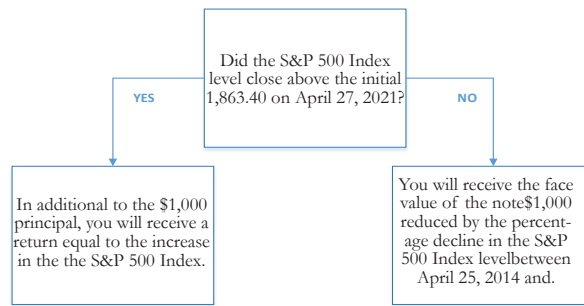 Did the S&P 500 Index
level close above the initial
1,863.40 on April 27, 2021?
YES
NO
In additional to the $1,000
principal, you will receive a
return equal to the increase
in the the S&P 500 Index.
You will receive the face
value of the note$1,000
reduced by the percent-
age decline in the S&P
500 Index levelbetween
April 25, 2014 and.